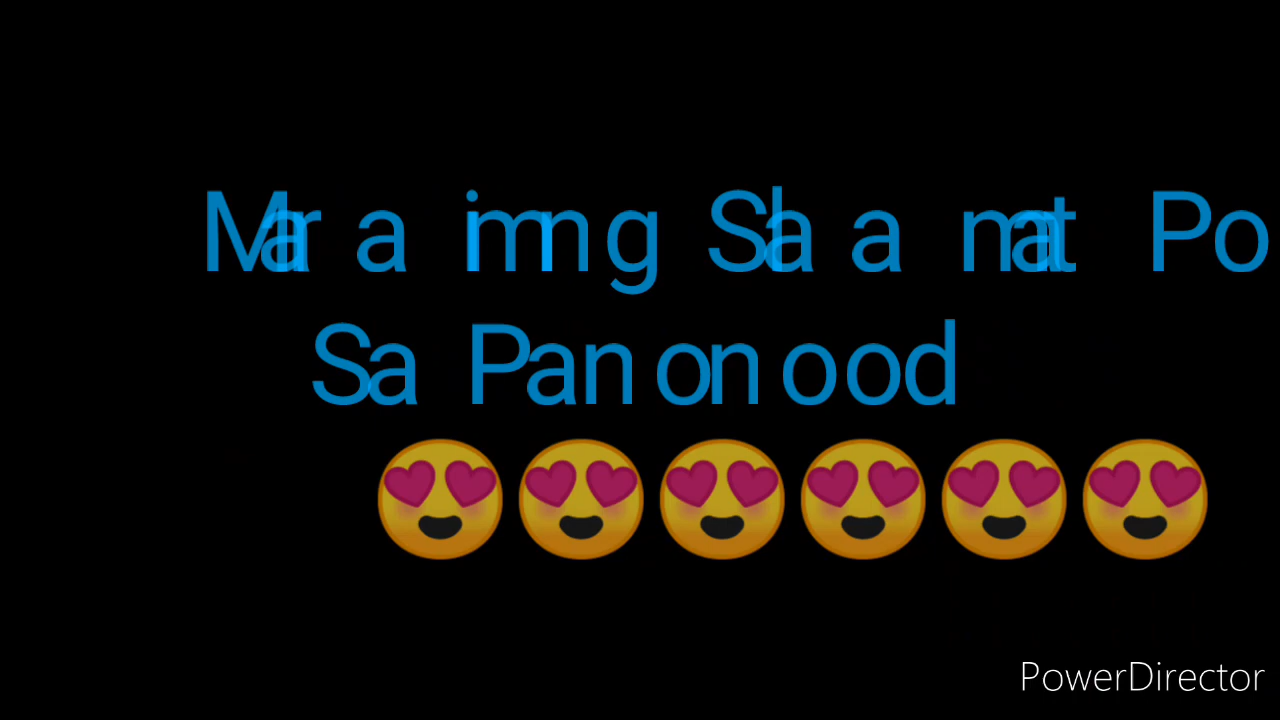 Maraming Salamat Po
Sa Panonood
😍😍😍😍😍😍
PowerDirector